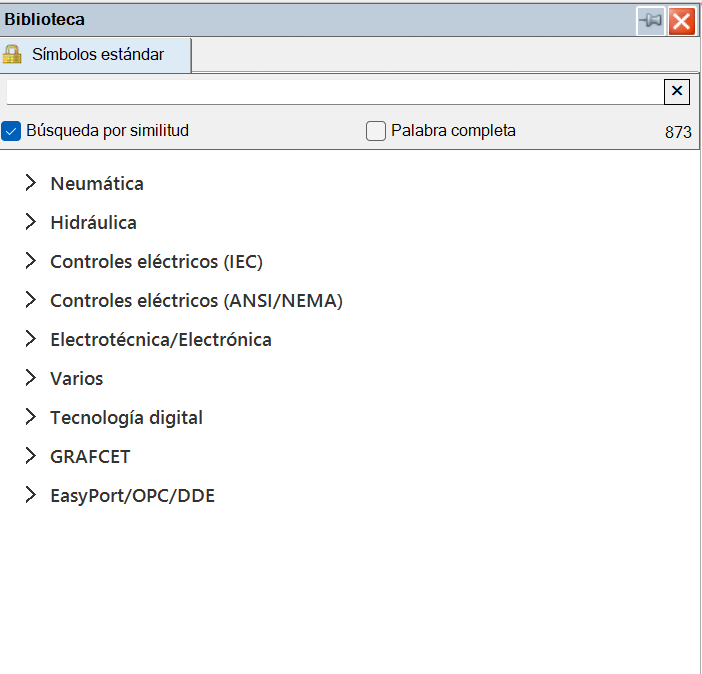 Biblioteca
Símbolos estándar
Búsqueda por similitud
Palabra completa
873
Neumática
Hidráulica
Controles eléctricos (IEC)
Controles eléctricos (ANSI/NEMA)
Electrotécnica/Electrónica
Varios
Tecnología digital
GRAFCET
EasyPort/OPC/DDE